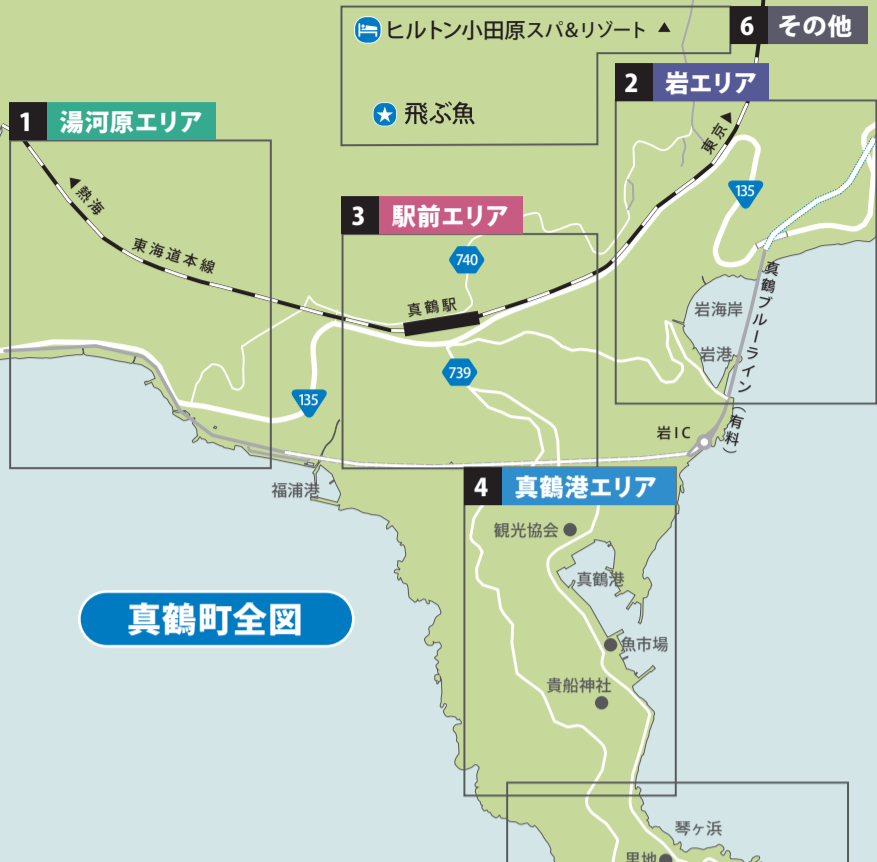 ヒルトン小田原スパ&リゾート ▲
6 その他
飛ぶ魚
2 岩エリア
1 湯河原エリア
東京
135
熱海
3 駅前エリア
東海道本線
740
真鶴駅
真鶴ブルーライン(有料)
岩海岸
岩港
739
135
岩IC
福浦港
4 真鶴港エリア
観光協会
真鶴港
真鶴町全図
魚市場
貴船神社
琴ヶ浜